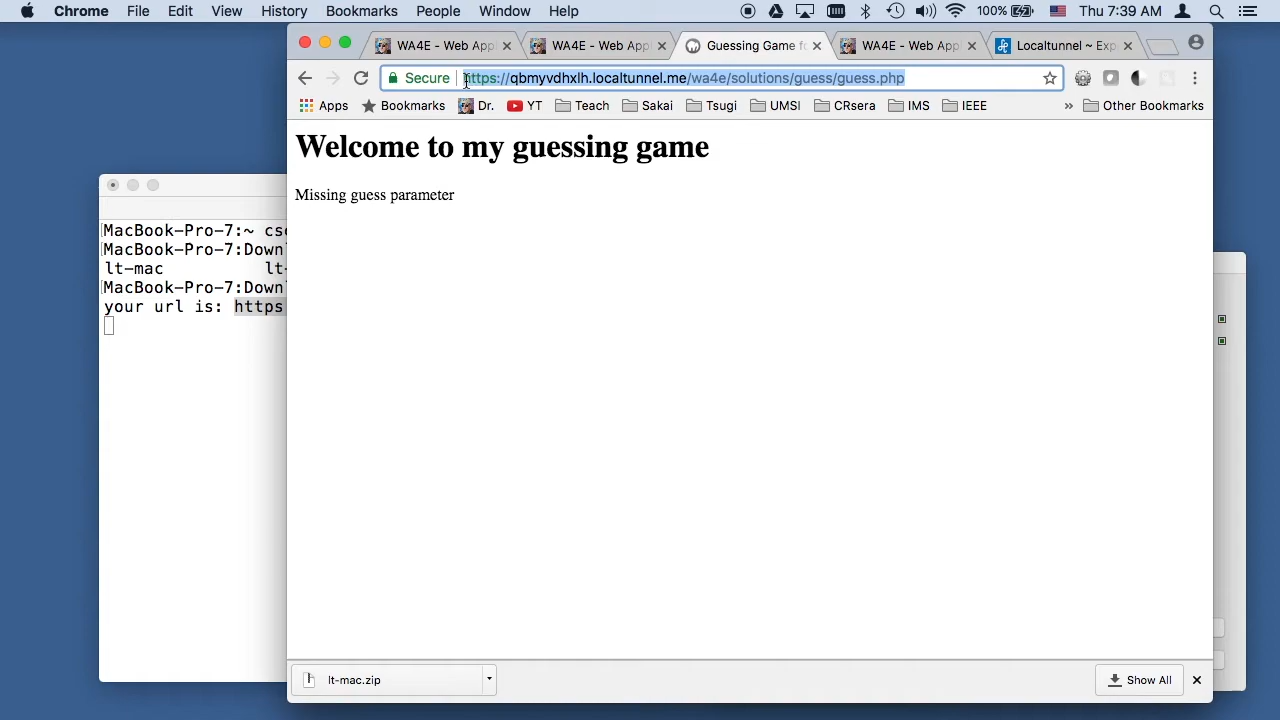 Chrome File Edit View History Bookmarks People Window Help 100% Thu 7:39 AM
WA4E - Web Appl WA4E - Web App Guessing Game fo WA4E - Web App Localtunnel ~ Exp
Secure https://qbmyvdhxlh.localtunnel.me/wa4e/solutions/guess/guess.php
Apps Bookmarks Dr. YT Teach Sakai Tsugi UMSI CRsera IMS IEEE » Other Bookmarks
Welcome to my guessing game
Missing guess parameter
MacBook-Pro-7:~ cse
MacBook-Pro-7:Down
lt-mac lt-
MacBook-Pro-7:Down
your url is: https
lt-mac.zip Show All